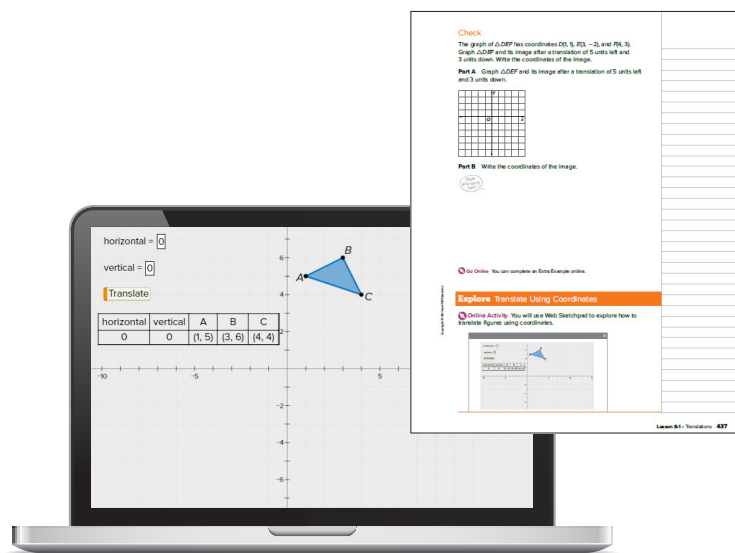 horizontal = 0
vertical = 0
Translate
horizontal vertical A B C
0 0 (1, 5) (3, 6) (4, 4)
A
B
C
6
4
2
-2
-4
-6
-10
-5
5
Check
The graph of △DEF has coordinates D(1, 1), E(3, −2), and F(4, 3).
Graph △DEF and its image after a translation of 5 units left and
3 units down. Write the coordinates of the image.
Part A Graph △DEF and its image after a translation of 5 units left
and 3 units down.
y
O
x
Part B Write the coordinates of the image.
Go Online You can complete an Extra Example online.
Explore Translate Using Coordinates
Online Activity You will use Web Sketchpad to explore how to
translate figures using coordinates.
Lesson 8-1 • Translations 437